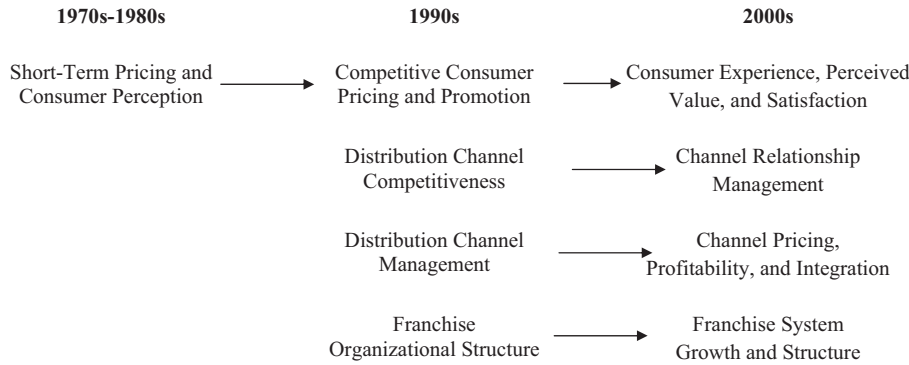 1970s-1980s 1990s 2000s
Short-Term Pricing and
Consumer Perception
Competitive Consumer
Pricing and Promotion
Consumer Experience, Perceived
Value, and Satisfaction
Distribution Channel
Competitiveness
Channel Relationship
Management
Distribution Channel
Management
Channel Pricing,
Profitability, and Integration
Franchise
Organizational Structure
Franchise System
Growth and Structure